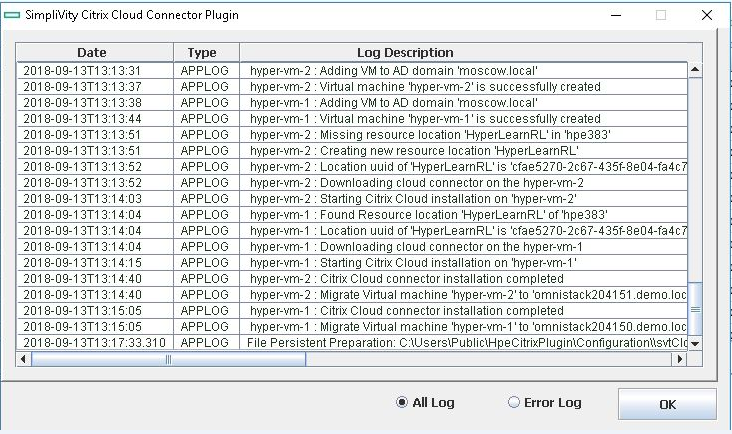 SimpliVity Citrix Cloud Connector Plugin
Date Type Log Description
2018-09-13T13:13:31 APPLOG hyper-vm-2 : Adding VM to AD domain 'moscow.local'
2018-09-13T13:13:37 APPLOG hyper-vm-2 : Virtual machine 'hyper-vm-2' is successfully created
2018-09-13T13:13:38 APPLOG hyper-vm-1 : Adding VM to AD domain 'moscow.local'
2018-09-13T13:13:44 APPLOG hyper-vm-1 : Virtual machine 'hyper-vm-1' is successfully created
2018-09-13T13:13:51 APPLOG hyper-vm-2 : Missing resource location 'HyperLearnRL' in 'hpe383'
2018-09-13T13:13:51 APPLOG hyper-vm-2 : Creating new resource location 'HyperLearnRL'
2018-09-13T13:13:52 APPLOG hyper-vm-2 : Location uuid of 'HyperLearnRL' is 'cfae5270-2c67-435f-8e04-fa4c7
2018-09-13T13:13:52 APPLOG hyper-vm-2 : Downloading cloud connector on the hyper-vm-2
2018-09-13T13:14:03 APPLOG hyper-vm-2 : Starting Citrix Cloud installation on 'hyper-vm-2'
2018-09-13T13:14:04 APPLOG hyper-vm-1 : Found Resource location 'HyperLearnRL' of 'hpe383'
2018-09-13T13:14:04 APPLOG hyper-vm-1 : Location uuid of 'HyperLearnRL' is 'cfae5270-2c67-435f-8e04-fa4c7
2018-09-13T13:14:04 APPLOG hyper-vm-1 : Downloading cloud connector on the hyper-vm-1
2018-09-13T13:14:15 APPLOG hyper-vm-1 : Starting Citrix Cloud installation on 'hyper-vm-1'
2018-09-13T13:14:40 APPLOG hyper-vm-2 : Citrix Cloud connector installation completed
2018-09-13T13:14:40 APPLOG hyper-vm-2 : Migrate Virtual machine 'hyper-vm-2' to 'omnistack204151.demo.loc
2018-09-13T13:15:05 APPLOG hyper-vm-1 : Citrix Cloud connector installation completed
2018-09-13T13:15:05 APPLOG hyper-vm-1 : Migrate Virtual machine 'hyper-vm-1' to 'omnistack204150.demo.loc
2018-09-13T13:17:33.310 APPLOG File Persistent Preparation: C:\Users\Public\HpeCitrixPlugin\Configuration\\svtClo
All Log Error Log OK